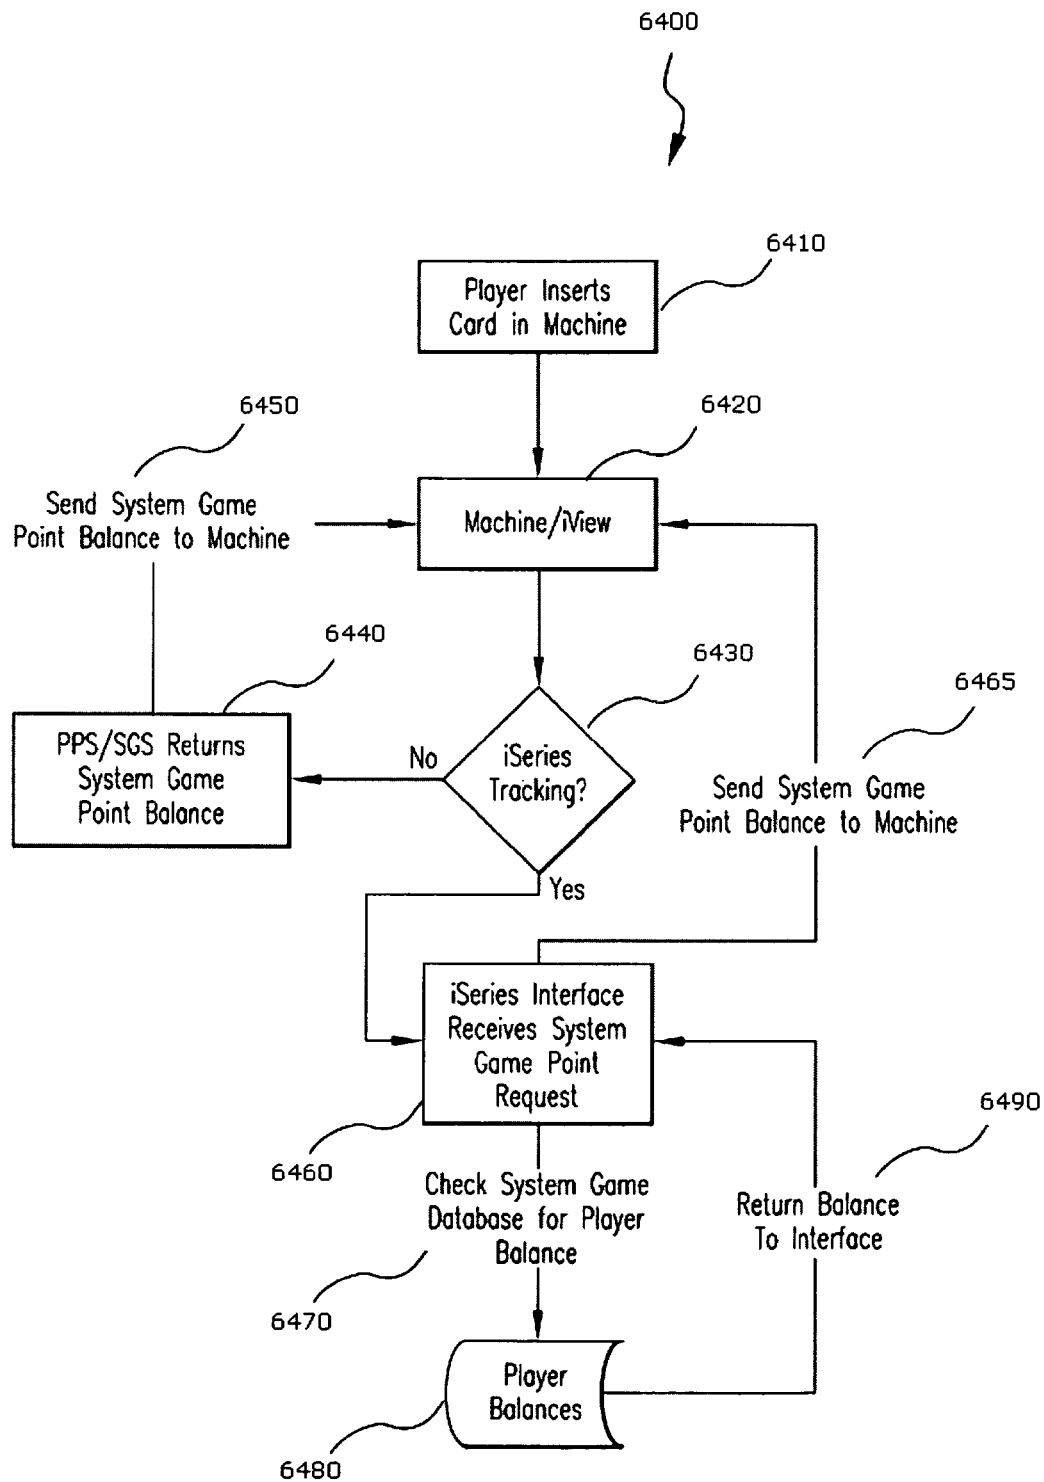 6400
6410
Player Inserts
Card in Machine
6450
6420
Send System Game
Point Balance to Machine
Machine/iView
6440
6430
6465
PPS/SGS Returns
System Game
Point Balance
No
iSeries
Tracking?
Send System Game
Point Balance to Machine
Yes
iSeries Interface
Receives System
Game Point
Request
6490
6460
Check System Game
Database for Player
Balance
Return Balance
To Interface
6470
Player
Balances
6480